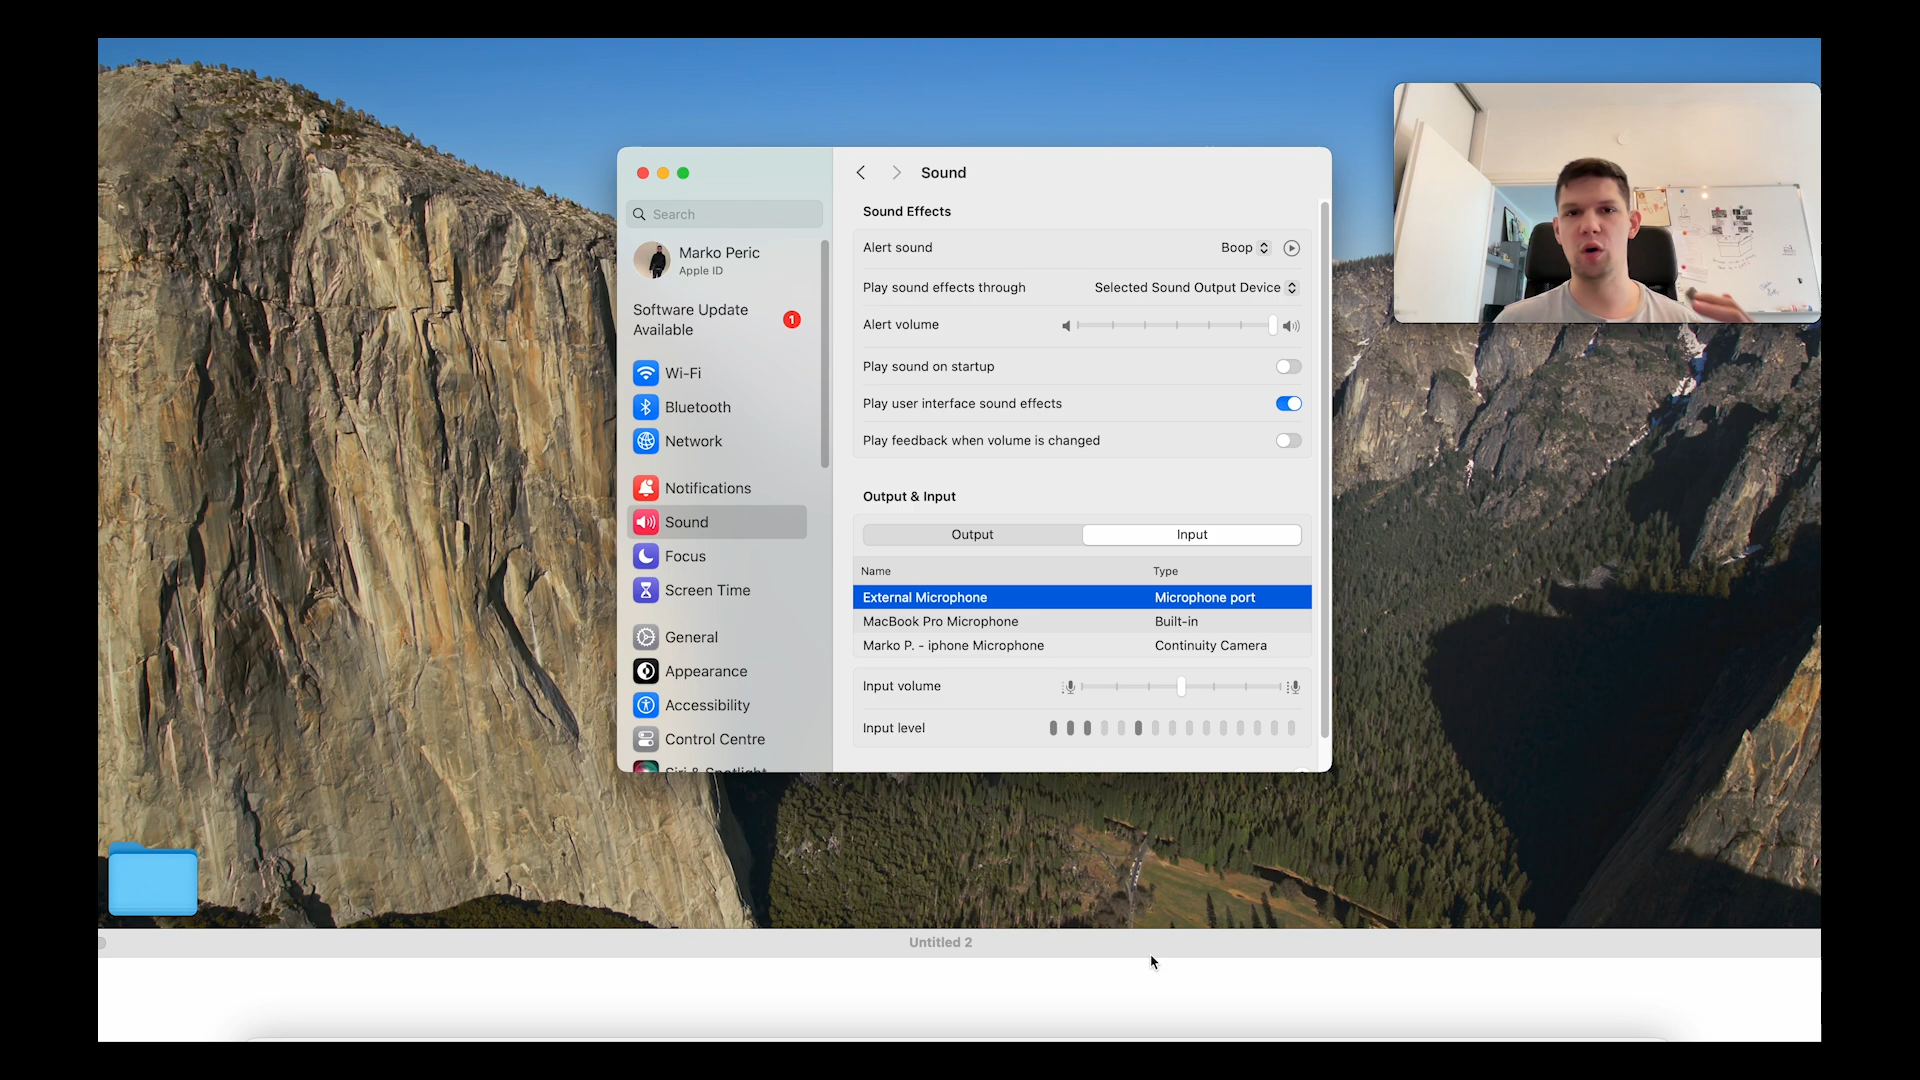 Search
Marko Peric
Apple ID
Software Update
Available
1
Wi-Fi
Bluetooth
Network
Notifications
Sound
Focus
Screen Time
General
Appearance
Accessibility
Control Centre
Siri & Spotlight
Sound
Sound Effects
Alert sound Boop
Play sound effects through Selected Sound Output Device
Alert volume
Play sound on startup
Play user interface sound effects
Play feedback when volume is changed
Output & Input
Output Input
Name Type
External Microphone Microphone port
MacBook Pro Microphone Built-in
Marko P. - iphone Microphone Continuity Camera
Input volume
Input level
Untitled 2